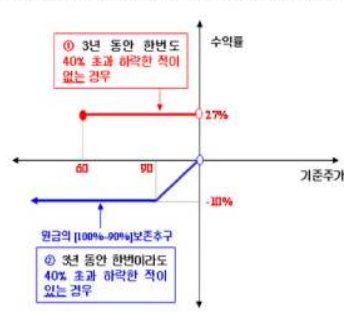 ① 3년 동안 한번도
40% 초과 하락한 적이
없는 경우
수익률
27%
60
90
기준주가
-10%
원금의 [100%-90%]보존추구
② 3년 동안 한번이라도
40% 초과 하락한 적이
있는 경우